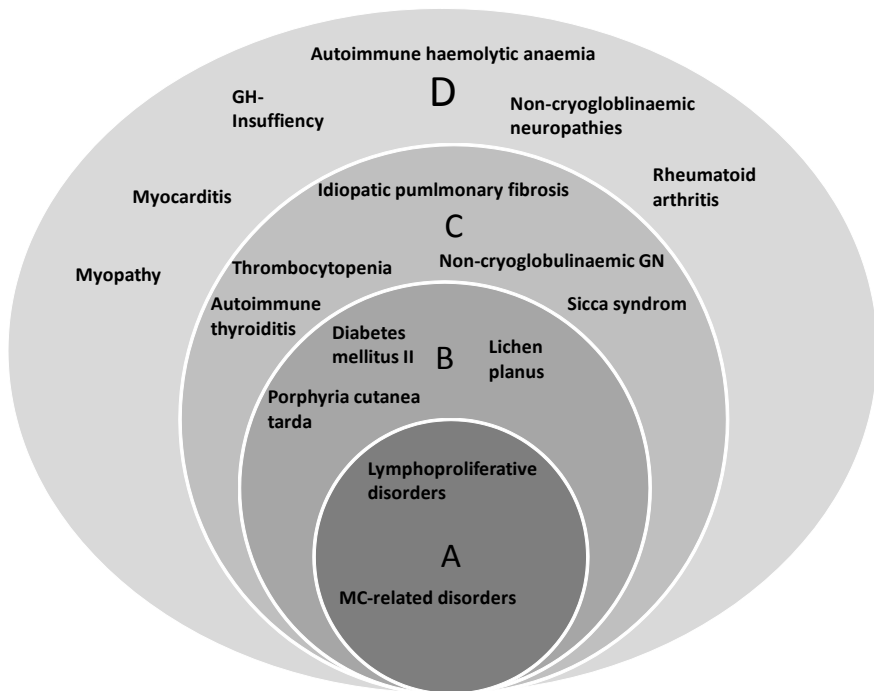 Autoimmune haemolytic anaemia
D
GH-
Insuffiency
Non-cryogloblinaemic
neuropathies
Myocarditis
Rheumatoid
arthritis
Myopathy
Idiopatic pumlmonary fibrosis
C
Thrombocytopenia
Non-cryoglobulinaemic GN
Autoimmune
thyroiditis
Sicca syndrom
Diabetes
mellitus II
B
Lichen
planus
Porphyria cutanea
tarda
Lymphoproliferative
disorders
A
MC-related disorders